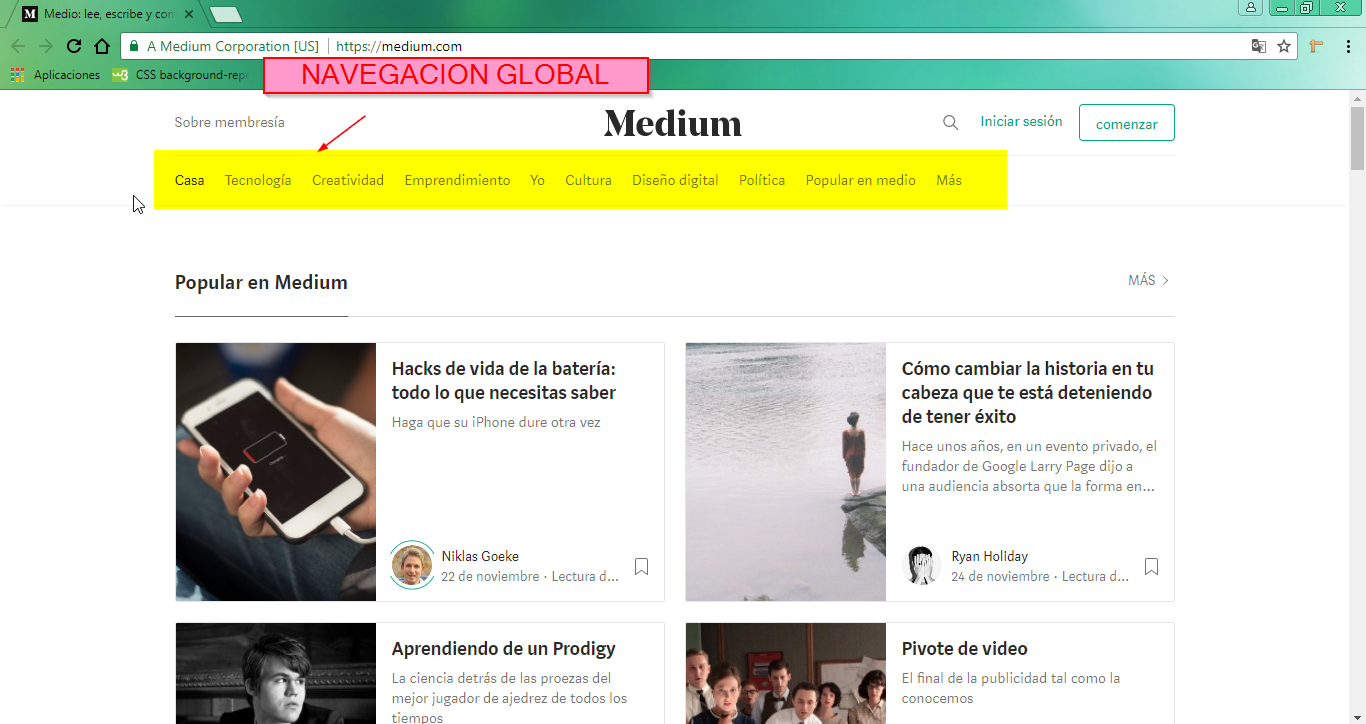 Medio: lee, escribe y com
A Medium Corporation [US] https://medium.com
Aplicaciones CSS background-repe
NAVEGACION GLOBAL
Sobre membresía Medium Iniciar sesión comenzar
Casa Tecnología Creatividad Emprendimiento Yo Cultura Diseño digital Política Popular en medio Más
Popular en Medium MÁS
Hacks de vida de la batería:
todo lo que necesitas saber
Haga que su iPhone dure otra vez
Niklas Goeke
22 de noviembre · Lectura d...
Cómo cambiar la historia en tu
cabeza que te está deteniendo
de tener éxito
Hace unos años, en un evento privado, el
fundador de Google Larry Page dijo a
una audiencia absorta que la forma en...
Ryan Holiday
24 de noviembre · Lectura d...
Aprendiendo de un Prodigy
La ciencia detrás de las proezas del
mejor jugador de ajedrez de todos los
tiempos
Pivote de video
El final de la publicidad tal como la
conocemos